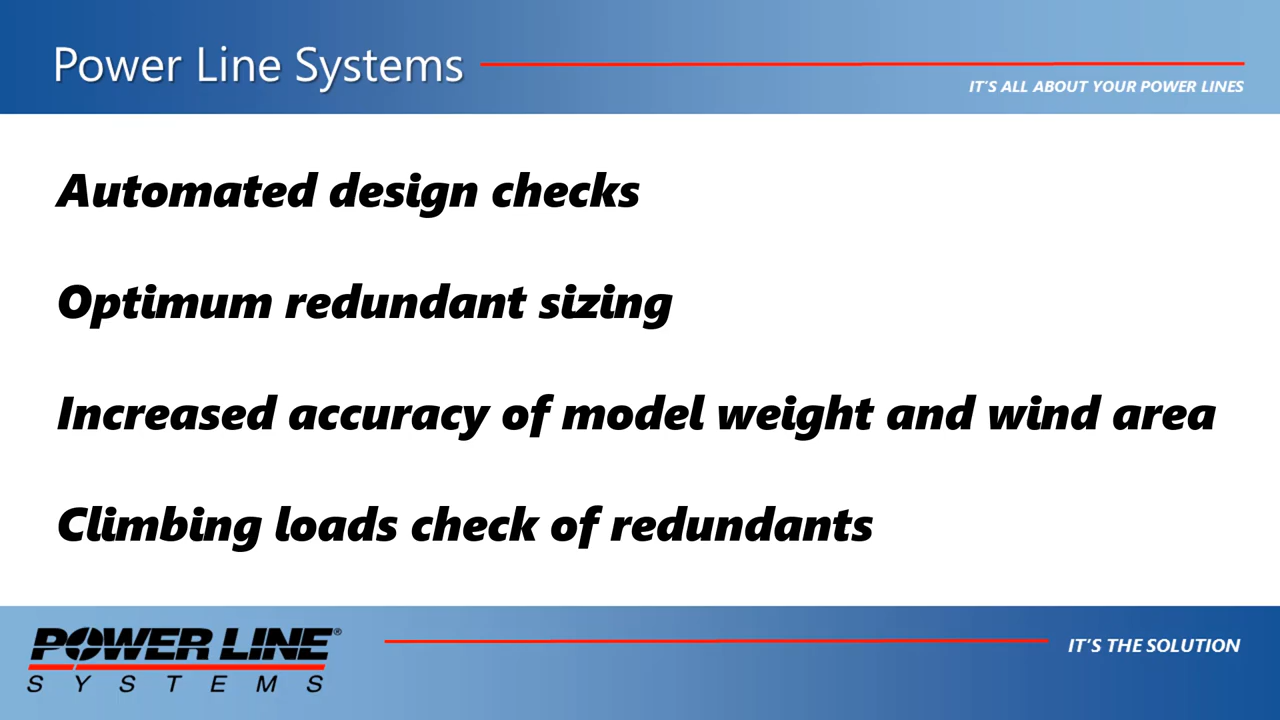 Power Line Systems
IT'S ALL ABOUT YOUR POWER LINES
Automated design checks
Optimum redundant sizing
Increased accuracy of model weight and wind area
Climbing loads check of redundants
POWER LINE®
SYSTEMS
IT'S THE SOLUTION